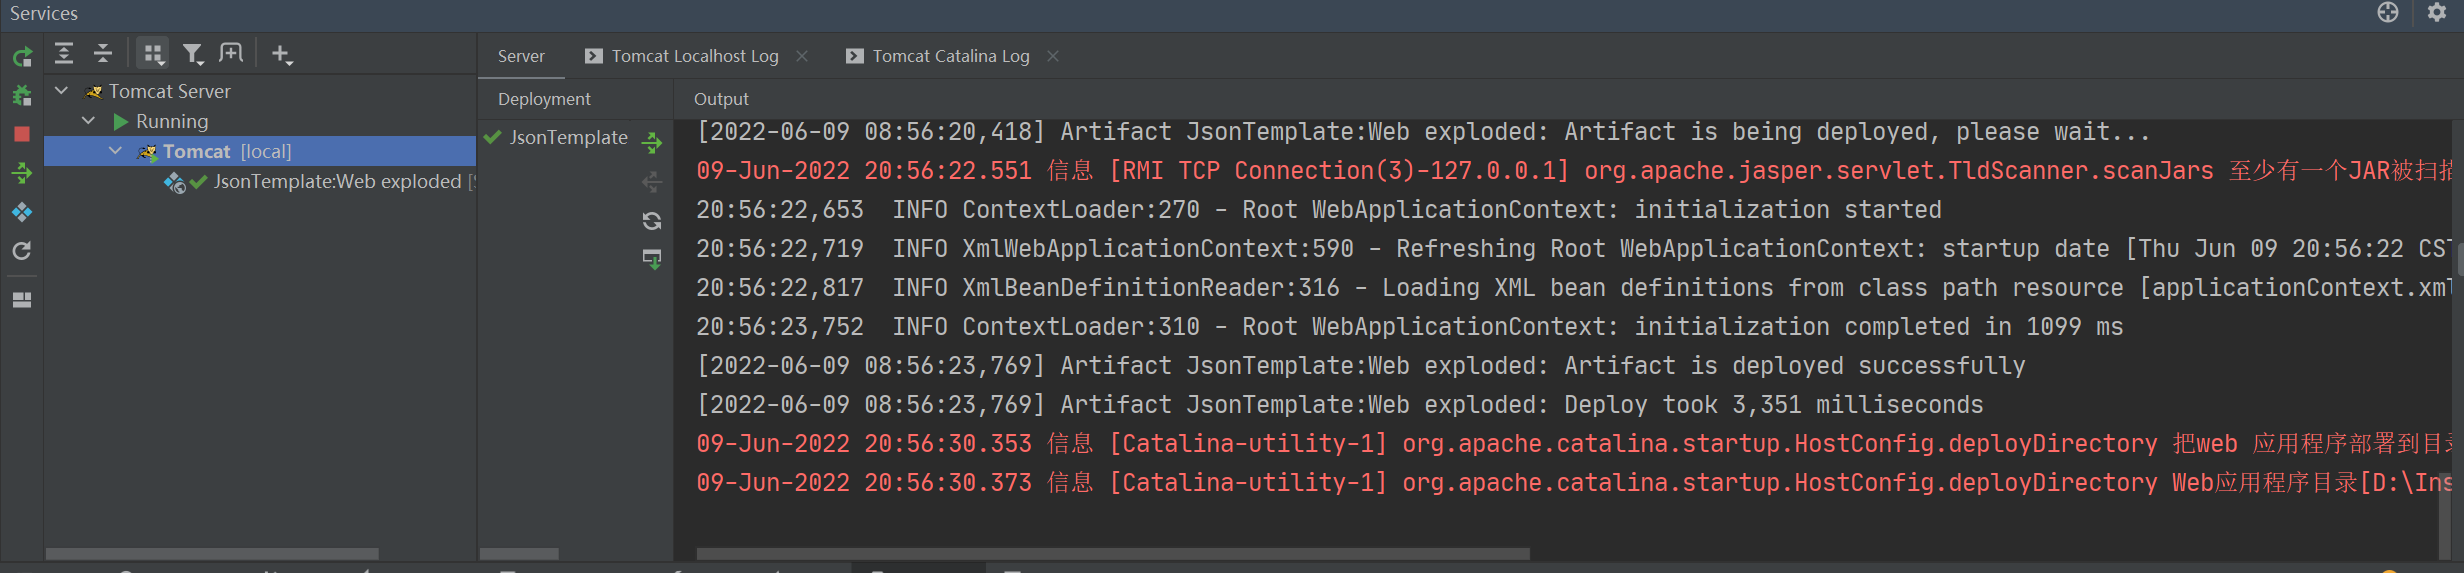 Services
Server
Tomcat Localhost Log
Tomcat Catalina Log
Tomcat Server
Running
Tomcat [local]
JsonTemplate:Web exploded
Deployment
JsonTemplate
Output
[2022-06-09 08:56:20,418] Artifact JsonTemplate:Web exploded: Artifact is being deployed, please wait...
09-Jun-2022 20:56:22.551 信息 [RMI TCP Connection(3)-127.0.0.1] org.apache.jasper.servlet.TldScanner.scanJars 至少有一个JAR被扫描
20:56:22,653  INFO ContextLoader:270 - Root WebApplicationContext: initialization started
20:56:22,719  INFO XmlWebApplicationContext:590 - Refreshing Root WebApplicationContext: startup date [Thu Jun 09 20:56:22 CST
20:56:22,817  INFO XmlBeanDefinitionReader:316 - Loading XML bean definitions from class path resource [applicationContext.xml
20:56:23,752  INFO ContextLoader:310 - Root WebApplicationContext: initialization completed in 1099 ms
[2022-06-09 08:56:23,769] Artifact JsonTemplate:Web exploded: Artifact is deployed successfully
[2022-06-09 08:56:23,769] Artifact JsonTemplate:Web exploded: Deploy took 3,351 milliseconds
09-Jun-2022 20:56:30.353 信息 [Catalina-utility-1] org.apache.catalina.startup.HostConfig.deployDirectory 把web 应用程序部署到目录
09-Jun-2022 20:56:30.373 信息 [Catalina-utility-1] org.apache.catalina.startup.HostConfig.deployDirectory Web应用程序目录[D:\Ins